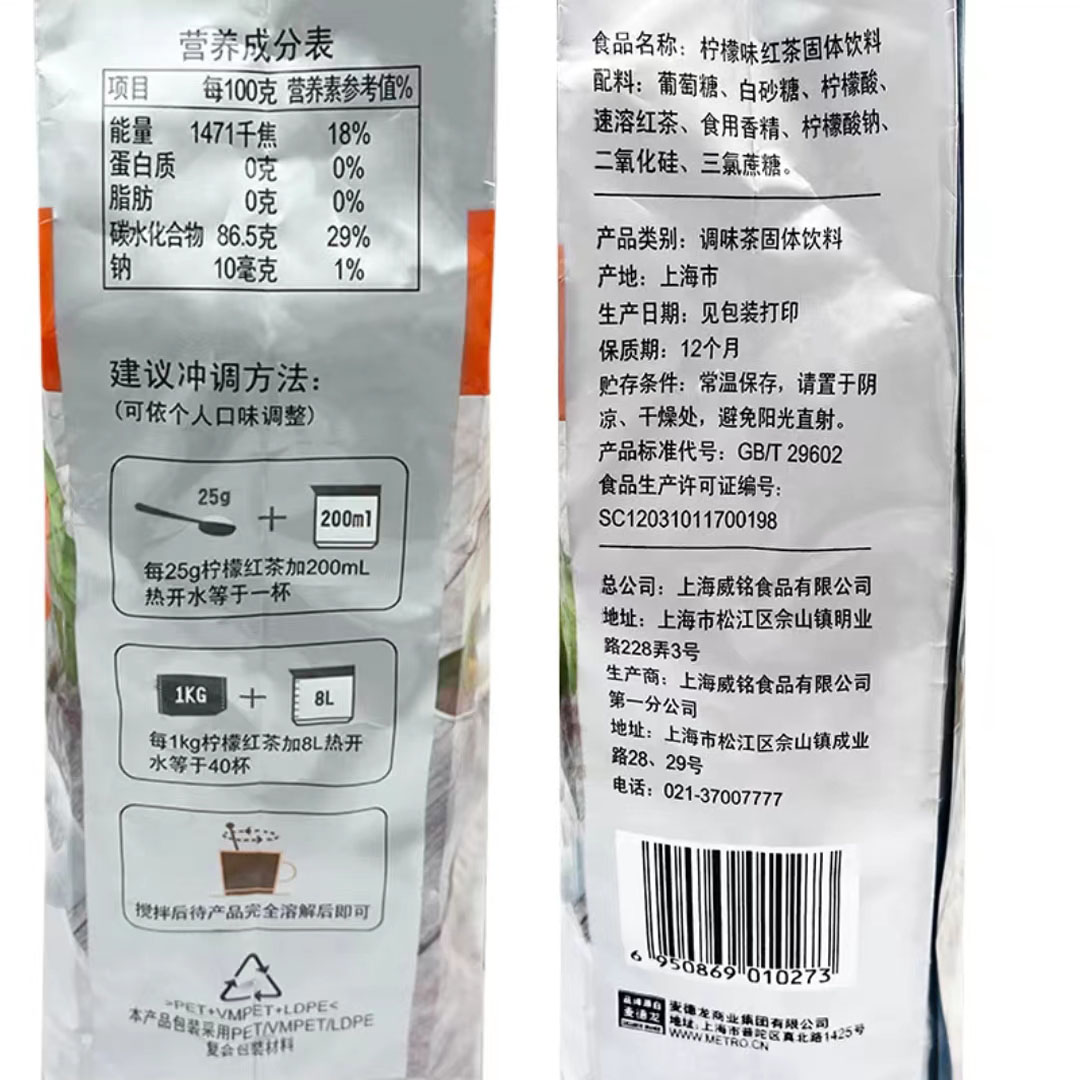 营养成分表
项目 每100克 营养素参考值%
能量 1471千焦 18%
蛋白质 0克 0%
脂肪 0克 0%
碳水化合物 86.5克 29%
钠 10毫克 1%
建议冲调方法：
（可依个人口味调整）
25g + 200ml
每25g柠檬红茶加200mL
热开水等于一杯
1KG + 8L
每1kg柠檬红茶加8L热开
水等于40杯
搅拌后待产品完全溶解后即可
>PET+VMPET+LDPE<
本产品包装采用PET/VMPET/LDPE
复合包装材料
食品名称：柠檬味红茶固体饮料
配料：葡萄糖、白砂糖、柠檬酸、
速溶红茶、食用香精、柠檬酸钠、
二氧化硅、三氯蔗糖。
产品类别：调味茶固体饮料
产地：上海市
生产日期：见包装打印
保质期：12个月
贮存条件：常温保存，请置于阴
凉、干燥处，避免阳光直射。
产品标准代号：GB/T 29602
食品生产许可证编号：
SC12031011700198
总公司：上海威铭食品有限公司
地址：上海市松江区佘山镇明业
路228弄3号
生产商：上海威铭食品有限公司
第一分公司
地址：上海市松江区佘山镇成业
路28、29号
电话：021-37007777
6 950869 010273
品味源自
麦德龙
麦德龙商业集团有限公司
地址：上海市普陀区真北路1425号
WWW.METRO.CN